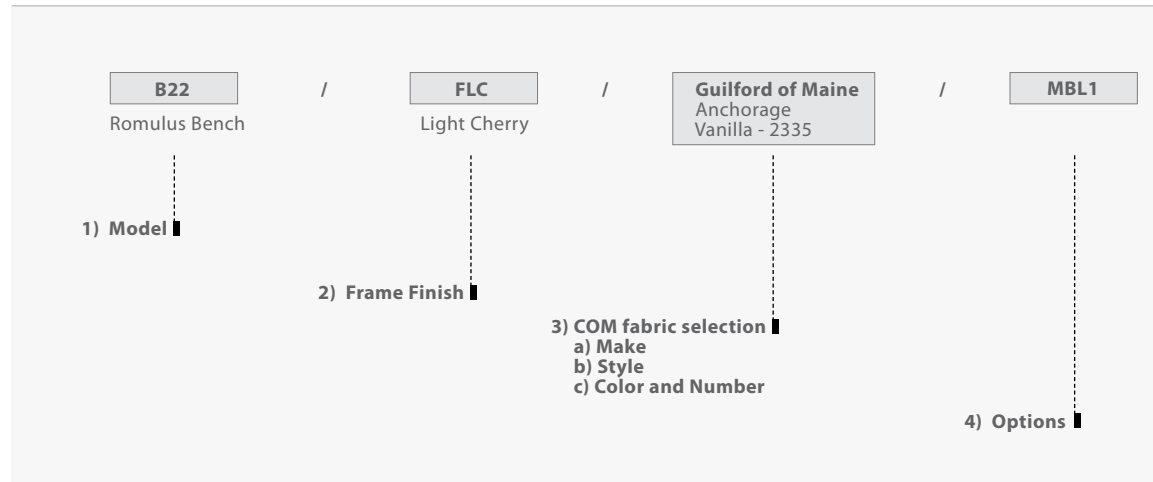 B22 / FLC / Guilford of Maine / MBL1
Romulus Bench
Light Cherry
Anchorage
Vanilla - 2335
1) Model
2) Frame Finish
3) COM fabric selection
a) Make
b) Style
c) Color and Number
4) Options